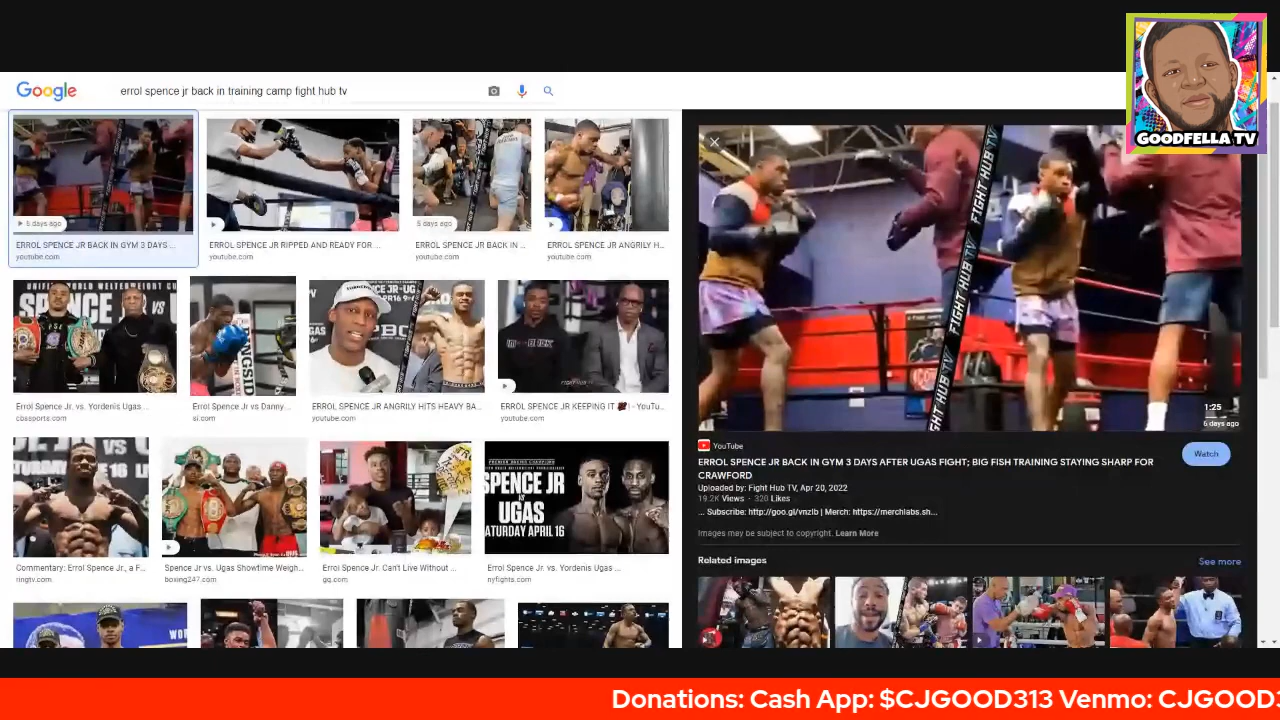 GOODFELLA TV
Google
errol spence jr back in training camp fight hub tv
5 days ago
ERROL SPENCE JR BACK IN GYM 3 DAYS ...
youtube.com
ERROL SPENCE JR RIPPED AND READY FOR ...
youtube.com
5 days ago
ERROL SPENCE JR BACK IN ...
youtube.com
ERROL SPENCE JR ANGRILY H...
youtube.com
Errol Spence Jr. vs. Yordenis Ugas ...
cbssports.com
Errol Spence Jr vs Danny ...
si.com
ERROL SPENCE JR ANGRILY HITS HEAVY BA...
youtube.com
ERROL SPENCE JR KEEPING IT 💯! - YouTu...
youtube.com
Commentary: Errol Spence Jr., a F...
ringtv.com
Spence Jr vs. Ugas Showtime Weigh...
boxing247.com
Errol Spence Jr. Can't Live Without ...
gq.com
SPENCE JR
vs
UGAS
SATURDAY APRIL 16
Errol Spence Jr. vs. Yordenis Ugas ...
nyfights.com
FIGHT HUB TV
FIGHT HUB TV
FIGHT HUB TV
1:25
6 days ago
YouTube
Watch
ERROL SPENCE JR BACK IN GYM 3 DAYS AFTER UGAS FIGHT; BIG FISH TRAINING STAYING SHARP FOR
CRAWFORD
Uploaded by: Fight Hub TV, Apr 20, 2022
19.2K Views · 320 Likes
... Subscribe: http://goo.gl/vnzlb | Merch: https://merchlabs.sh...
Images may be subject to copyright. Learn More
Related images
See more
Donations: Cash App: $CJGOOD313 Venmo: CJGOOD3